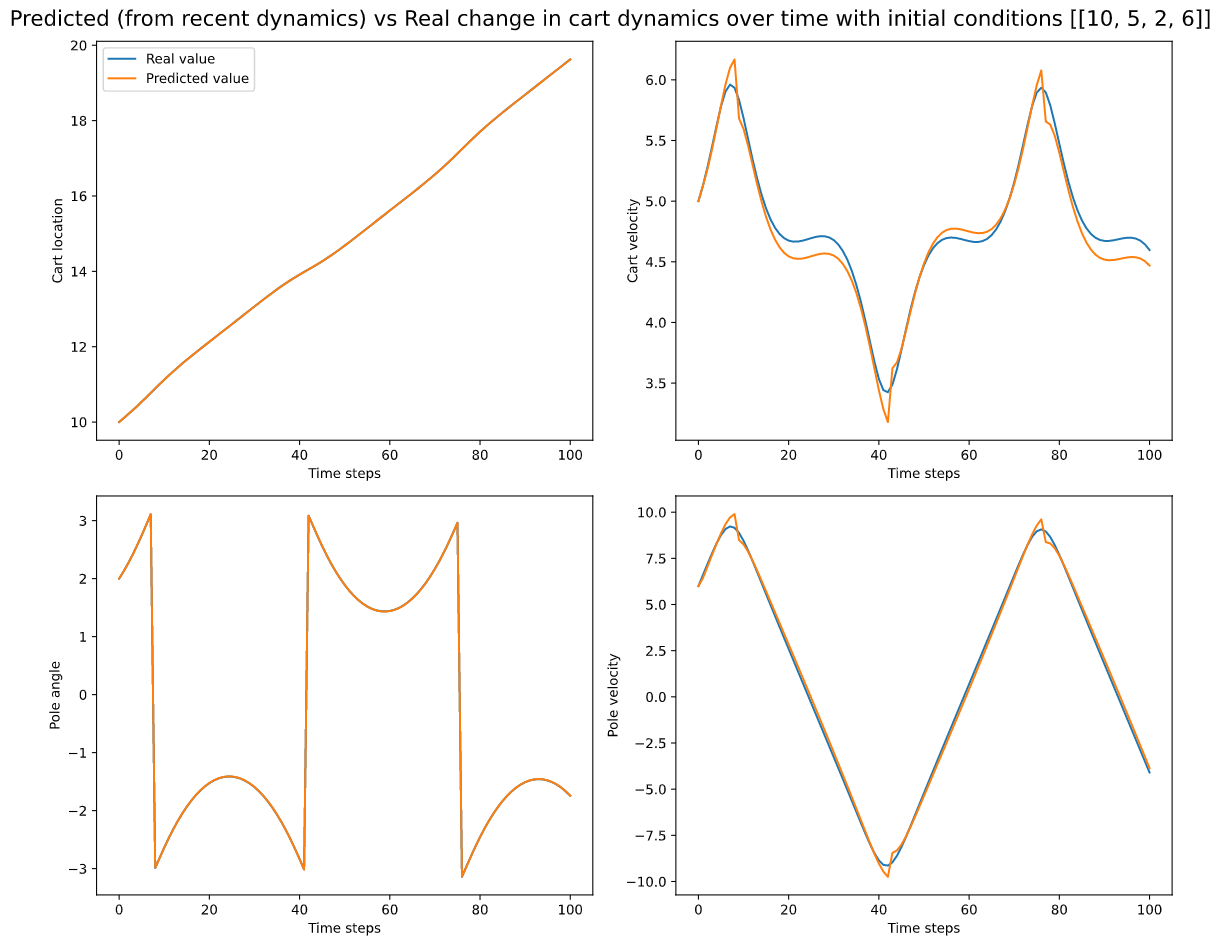 Predicted (from recent dynamics) vs Real change in cart dynamics over time with initial conditions [[10, 5, 2, 6]]
Real value
Predicted value
Cart location
20
18
16
14
12
10
0 20 40 60 80 100
Time steps
Cart velocity
6.0
5.5
5.0
4.5
4.0
3.5
0 20 40 60 80 100
Time steps
Pole angle
3
2
1
0
−1
−2
−3
0 20 40 60 80 100
Time steps
Pole velocity
10.0
7.5
5.0
2.5
0.0
−2.5
−5.0
−7.5
−10.0
0 20 40 60 80 100
Time steps